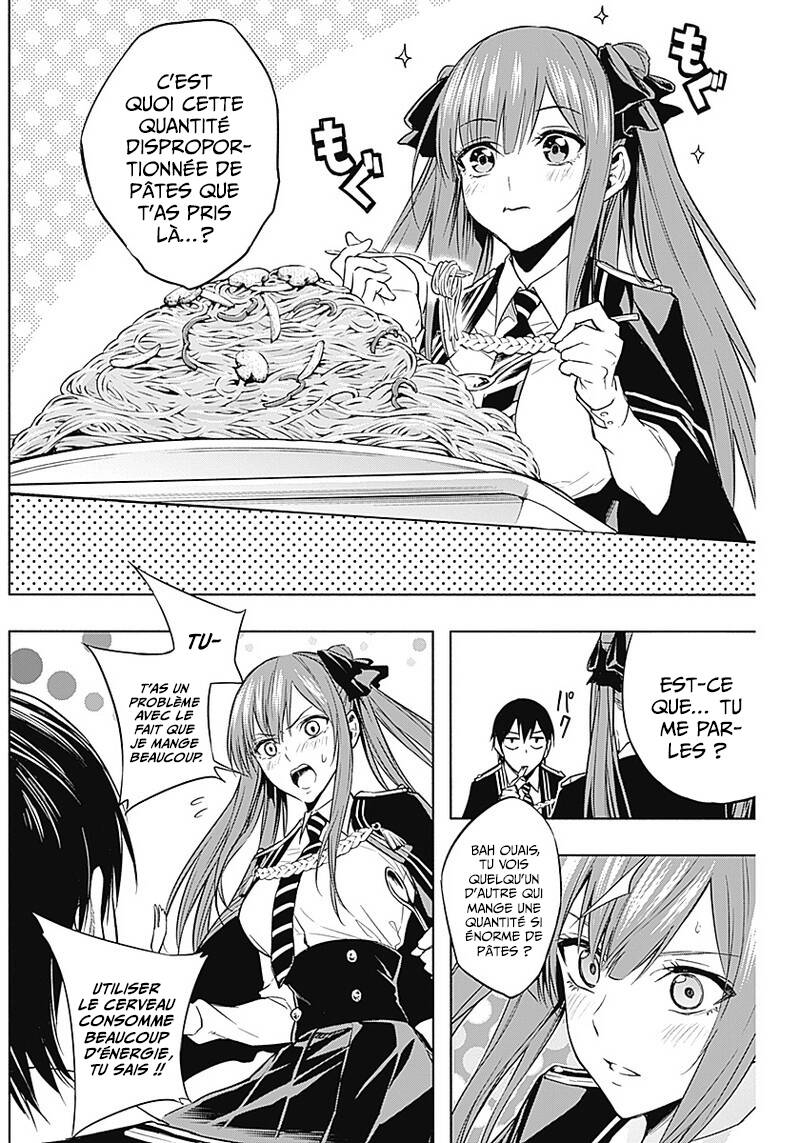 もぐ
もぐ
C'EST
QUOI CETTE
QUANTITÉ
DISPROPOR-
TIONNÉE DE
PÂTES QUE
T'AS PRIS
LÀ...?
EST-CE
QUE... TU
ME PAR-
LES ?
パク
BAH OUAIS,
TU VOIS
QUELQU'UN
D'AUTRE QUI
MANGE UNE
QUANTITÉ SI
ÉNORME DE
PÂTES ?
TU-
T'AS UN
PROBLÈME
AVEC LE
FAIT QUE
JE MANGE
BEAUCOUP.
UTILISER
LE CERVEAU
CONSOMME
BEAUCOUP
D'ÉNERGIE,
TU SAIS !!